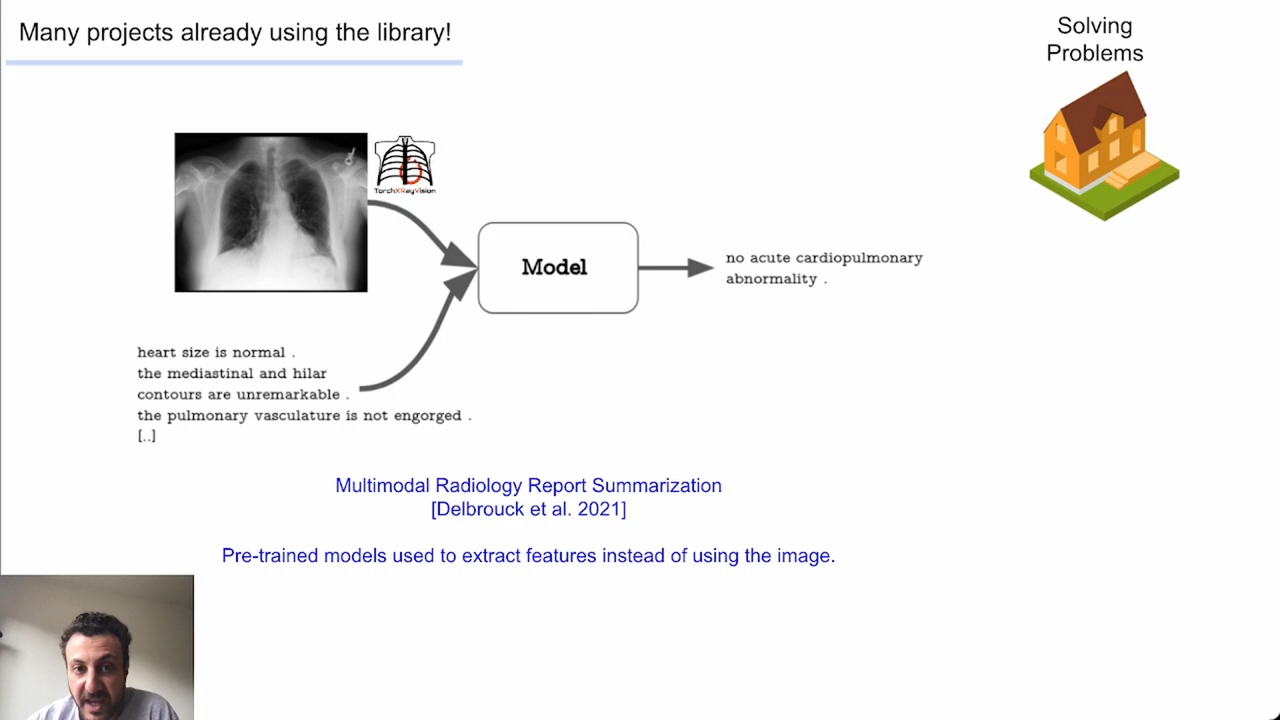 Many projects already using the library!
Solving
Problems
TorchXRayVision
Model
no acute cardiopulmonary
abnormality .
heart size is normal .
the mediastinal and hilar
contours are unremarkable .
the pulmonary vasculature is not engorged .
[..]
Multimodal Radiology Report Summarization
[Delbrouck et al. 2021]
Pre-trained models used to extract features instead of using the image.